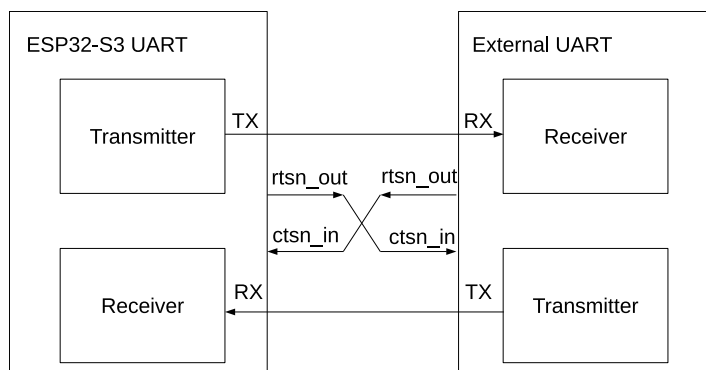 ESP32-S3 UART
External UART
Transmitter
TX
RX
Receiver
rtsn_out
rtsn_out
ctsn_in
ctsn_in
Receiver
RX
TX
Transmitter